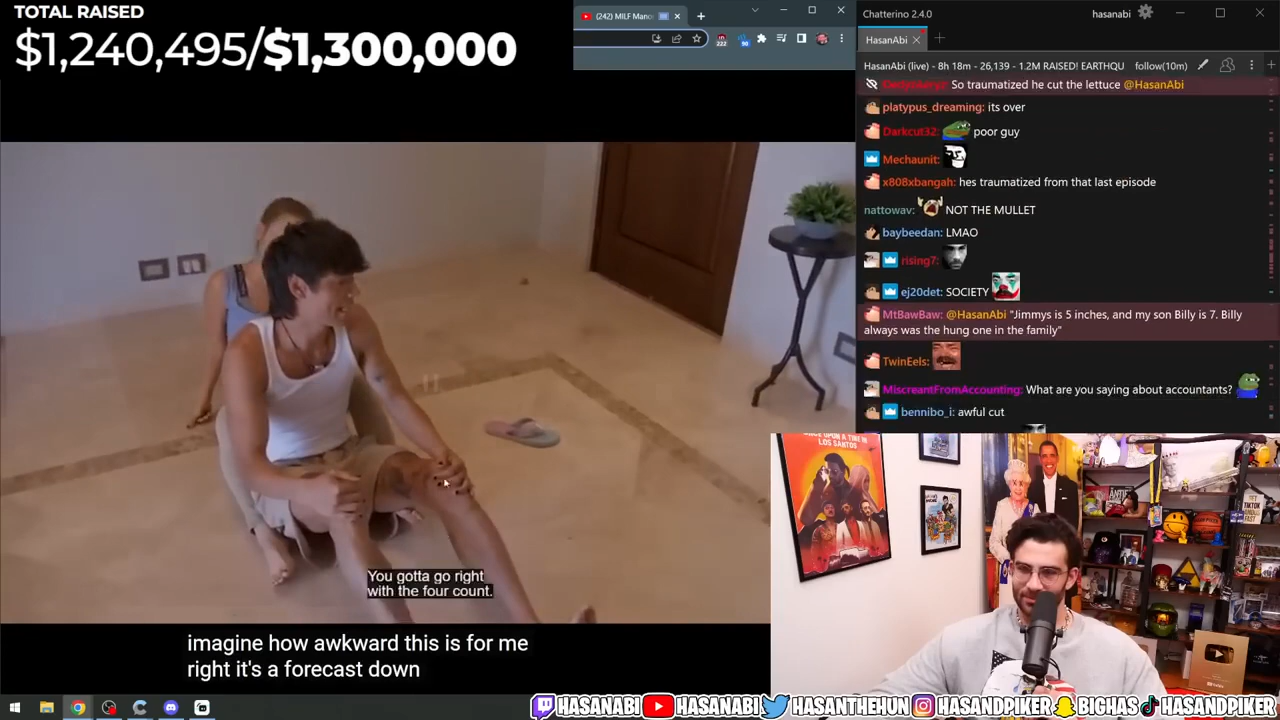 TOTAL RAISED
$1,240,495/$1,300,000
(242) MILF Mano
Chatterino 2.4.0
hasanabi
HasanAbi
HasanAbi (live) - 8h 18m - 26,139 - 1.2M RAISED! EARTHQU
follow(10m)
So traumatized he cut the lettuce @HasanAbi
platypus_dreaming: its over
Darkcut32: poor guy
Mechaunit:
x808xbangah: hes traumatized from that last episode
nattowav: NOT THE MULLET
baybeedan: LMAO
rising7:
ej20det: SOCIETY
MtBawBaw: @HasanAbi "Jimmys is 5 inches, and my son Billy is 7. Billy
always was the hung one in the family"
TwinEels:
MiscreantFromAccounting: What are you saying about accountants?
bennibo_i: awful cut
You gotta go right
with the four count.
imagine how awkward this is for me
right it's a forecast down
HASANABI HASANABI HASANTHEHUN HASANDPIKER BIGHAS HASANDPIKER